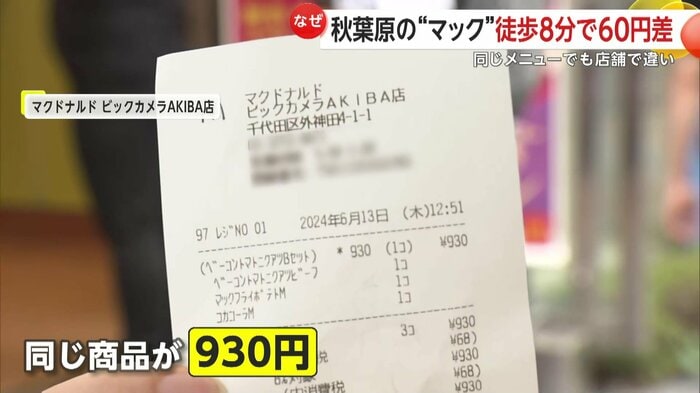 なぜ 秋葉原の“マック”徒歩8分で60円差
同じメニューでも店舗で違い
マクドナルド ビックカメラAKIBA店
マクドナルド
ビックカメラAKIBA店
千代田区外神田4-1-1
97 レジNO 01 2024年6月13日 (木)12:51
(ベーコントマトニクアツBセット) * 930 (1コ) ¥930
ベーコントマトニクアツビーフ 1コ
マックフライポテトM 1コ
コカコーラM 1コ
3コ ¥930
¥68)
税 ¥930
¥68)
内消費税
同じ商品が 930円